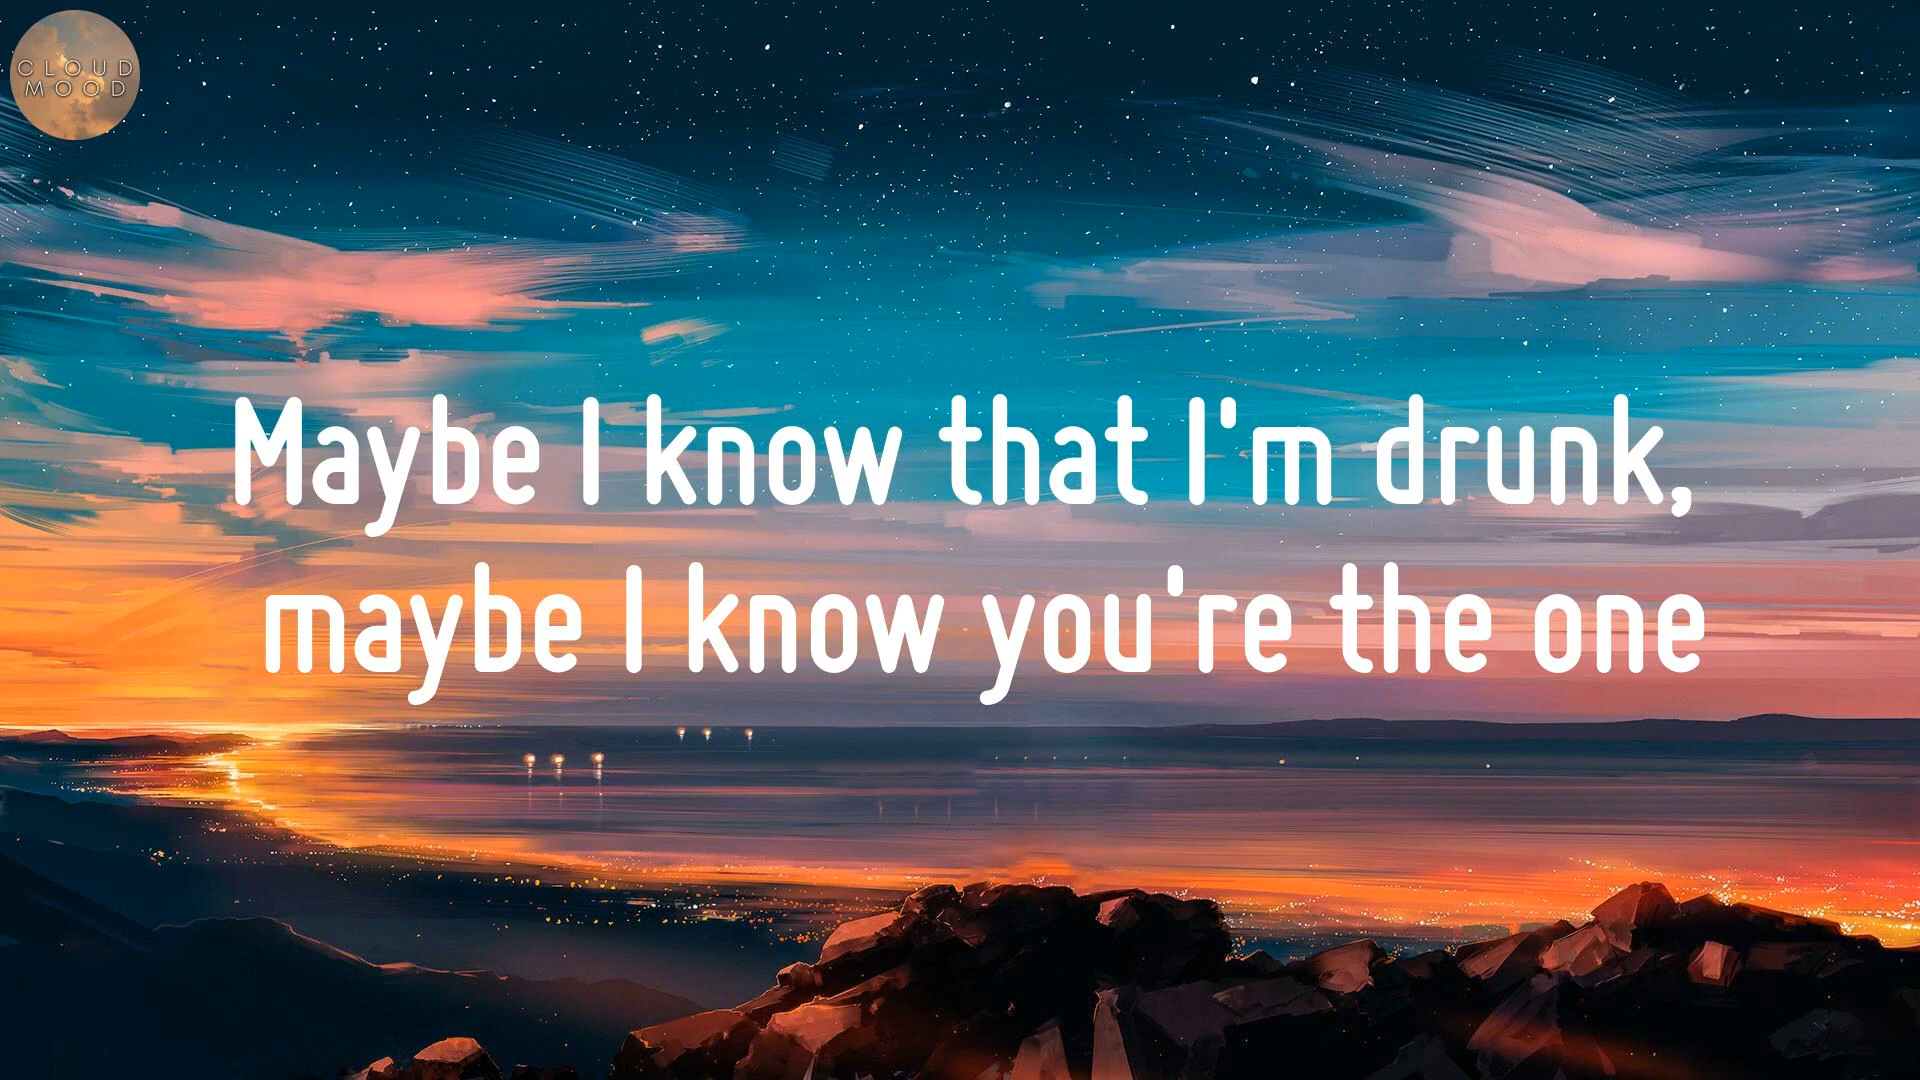 CLOUD
MOOD
Maybe I know that I'm drunk,
maybe I know you're the one